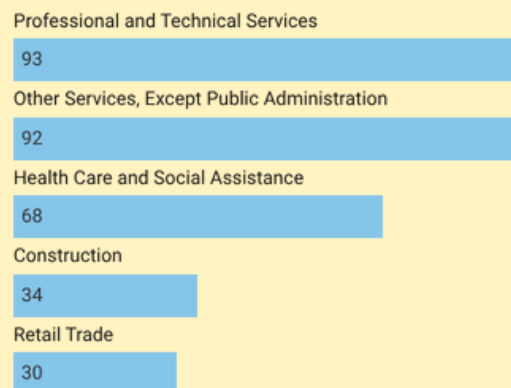 Professional and Technical Services
93
Other Services, Except Public Administration
92
Health Care and Social Assistance
68
Construction
34
Retail Trade
30